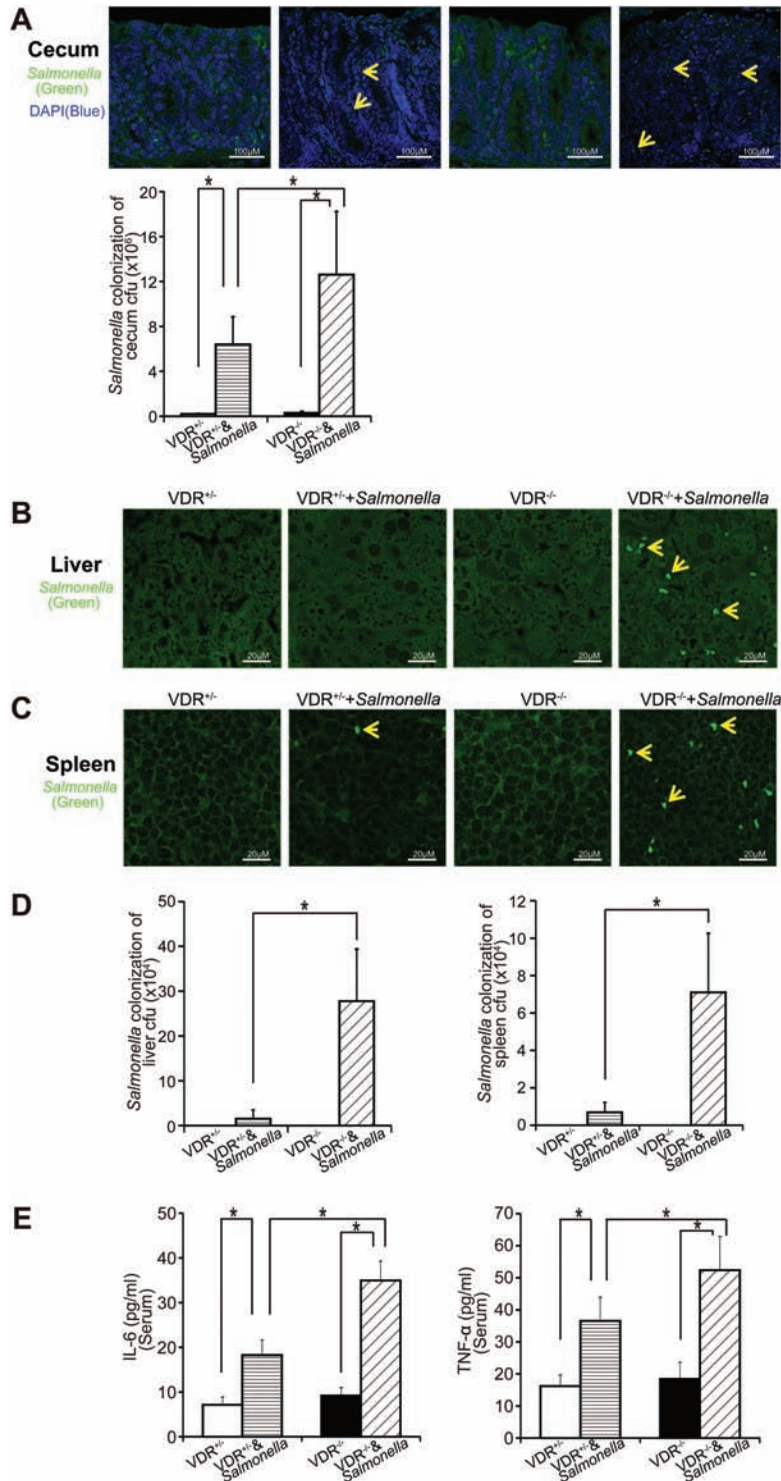 A
Cecum
Salmonella
(Green)
DAPI(Blue)
100µM
100µM
100µM
100µM
Salmonella colonization of
cecum cfu (x10⁶)
20
16
12
8
4
0
*
*
*
VDR⁺/⁻
VDR⁺/⁻&
Salmonella
VDR⁻/⁻
VDR⁻/⁻&
Salmonella
VDR⁺/⁻
VDR⁺/⁻+Salmonella
VDR⁻/⁻
VDR⁻/⁻+Salmonella
B
Liver
Salmonella
(Green)
20µM
20µM
20µM
20µM
VDR⁺/⁻
VDR⁺/⁻+Salmonella
VDR⁻/⁻
VDR⁻/⁻+Salmonella
C
Spleen
Salmonella
(Green)
20µM
20µM
20µM
20µM
D
Salmonella colonization of
liver cfu (x10⁴)
50
40
30
20
10
0
*
VDR⁺/⁻
VDR⁺/⁻&
Salmonella
VDR⁻/⁻
VDR⁻/⁻&
Salmonella
Salmonella colonization of
spleen cfu (x10⁴)
12
10
8
6
4
2
0
*
VDR⁺/⁻
VDR⁺/⁻&
Salmonella
VDR⁻/⁻
VDR⁻/⁻&
Salmonella
E
IL-6 (pg/ml)
(Serum)
50
40
30
20
10
0
*
*
*
VDR⁺/⁻
VDR⁺/⁻&
Salmonella
VDR⁻/⁻
VDR⁻/⁻&
Salmonella
TNF-α (pg/ml)
(Serum)
70
60
50
40
30
20
10
0
*
*
*
VDR⁺/⁻
VDR⁺/⁻&
Salmonella
VDR⁻/⁻
VDR⁻/⁻&
Salmonella